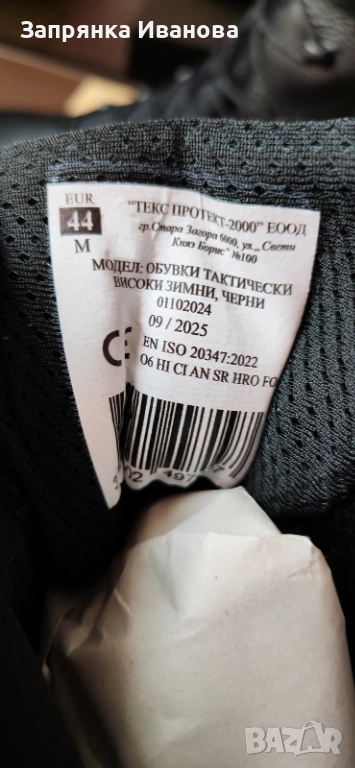 Запрянка Иванова
EUR
44
M
"ТЕКС ПРОТЕКТ-2000" ЕООД
гр.Стара Загора 6000, ул.„ Свети
Княз Борис" №100
МОДЕЛ: ОБУВКИ ТАКТИЧЕСКИ
ВИСОКИ ЗИМНИ, ЧЕРНИ
01102024
09 / 2025
CE
EN ISO 20347:2022
O6 HI CI AN SR HRO FO
BAZAR